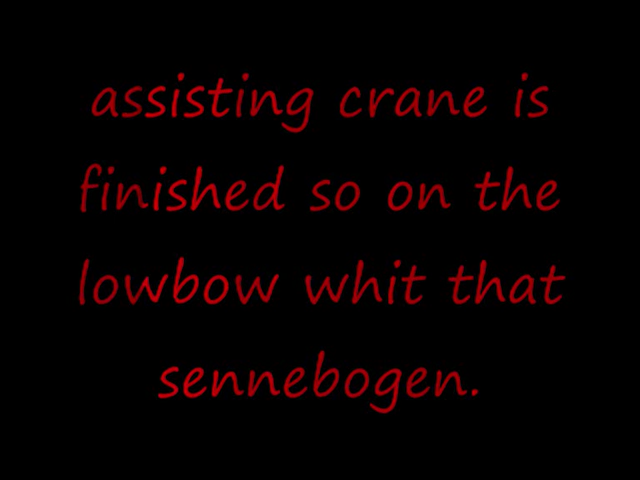 assisting crane is
finished so on the
lowbow whit that
sennebogen.